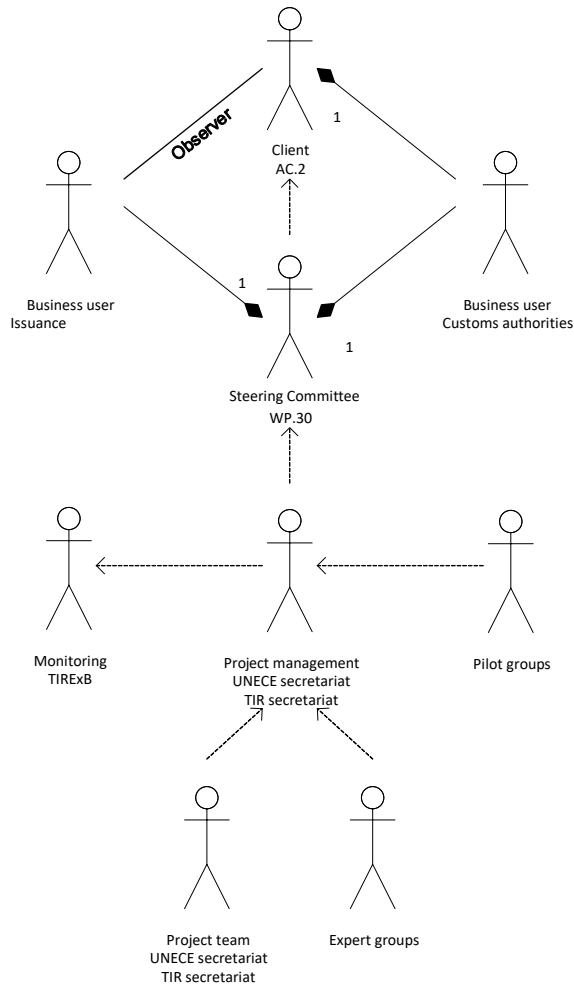 Observer
1
Client
AC.2
1
Business user
Issuance
Business user
Customs authorities
1
Steering Committee
WP.30
Monitoring
TIRExB
Project management
UNECE secretariat
TIR secretariat
Pilot groups
Project team
UNECE secretariat
TIR secretariat
Expert groups